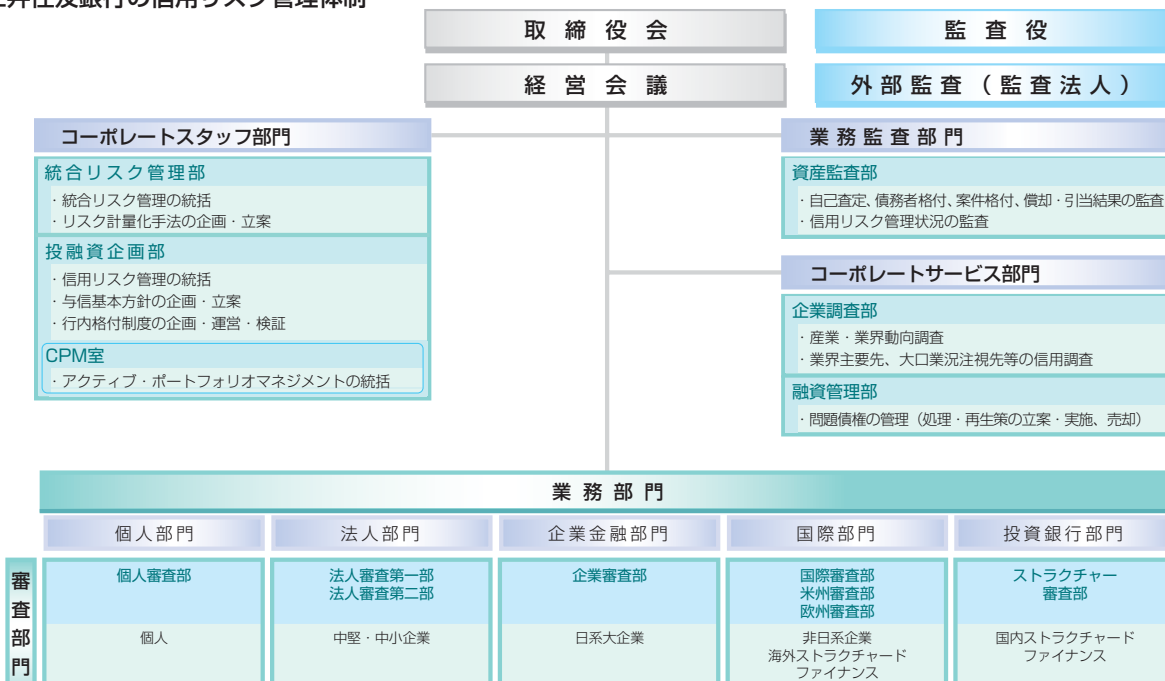 三井住友銀行の信用リスク管理体制
取締役会
監査役
経営会議
外部監査（監査法人）
コーポレートスタッフ部門
統合リスク管理部
・統合リスク管理の統括
・リスク計量化手法の企画・立案
投融資企画部
・信用リスク管理の統括
・与信基本方針の企画・立案
・行内格付制度の企画・運営・検証
CPM室
・アクティブ・ポートフォリオマネジメントの統括
業務監査部門
資産監査部
・自己査定、債務者格付、案件格付、償却・引当結果の監査
・信用リスク管理状況の監査
コーポレートサービス部門
企業調査部
・産業・業界動向調査
・業界主要先、大口業況注視先等の信用調査
融資管理部
・問題債権の管理（処理・再生策の立案・実施、売却）
業務部門
個人部門
法人部門
企業金融部門
国際部門
投資銀行部門
審査部門
個人審査部
個人
法人審査第一部
法人審査第二部
中堅・中小企業
企業審査部
日系大企業
国際審査部
米州審査部
欧州審査部
非日系企業
海外ストラクチャード
ファイナンス
ストラクチャー
審査部
国内ストラクチャード
ファイナンス